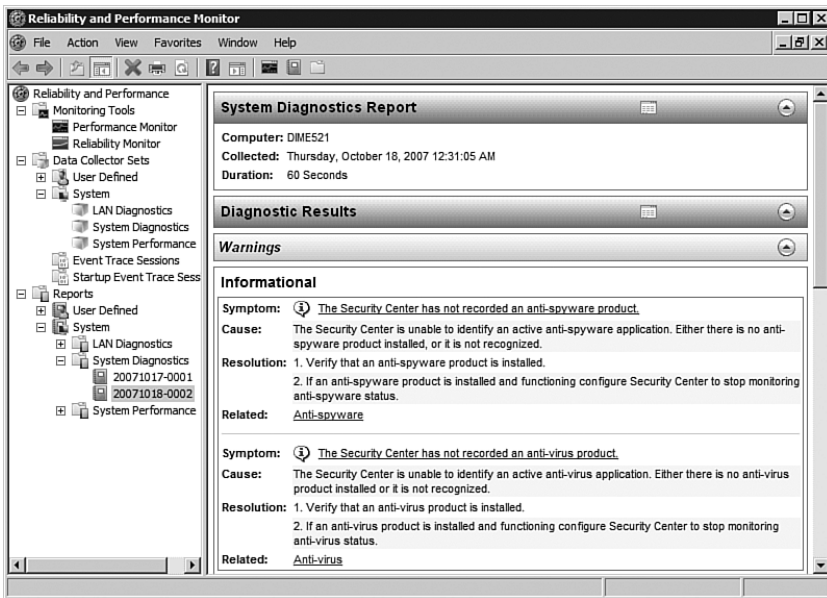 Reliability and Performance Monitor
File Action View Favorites Window Help
Reliability and Performance
Monitoring Tools
Performance Monitor
Reliability Monitor
Data Collector Sets
User Defined
System
LAN Diagnostics
System Diagnostics
System Performance
Event Trace Sessions
Startup Event Trace Sess
Reports
User Defined
System
LAN Diagnostics
System Diagnostics
20071017-0001
20071018-0002
System Performance
System Diagnostics Report
Computer: DIME521
Collected: Thursday, October 18, 2007 12:31:05 AM
Duration: 60 Seconds
Diagnostic Results
Warnings
Informational
Symptom: The Security Center has not recorded an anti-spyware product.
Cause: The Security Center is unable to identify an active anti-spyware application. Either there is no anti-
spyware product installed, or it is not recognized.
Resolution: 1. Verify that an anti-spyware product is installed.
2. If an anti-spyware product is installed and functioning configure Security Center to stop monitoring
anti-spyware status.
Related: Anti-spyware
Symptom: The Security Center has not recorded an anti-virus product.
Cause: The Security Center is unable to identify an active anti-virus application. Either there is no anti-virus
product installed or it is not recognized.
Resolution: 1. Verify that an anti-virus product is installed.
2. If an anti-virus product is installed and functioning configure Security Center to stop monitoring
anti-virus status.
Related: Anti-virus